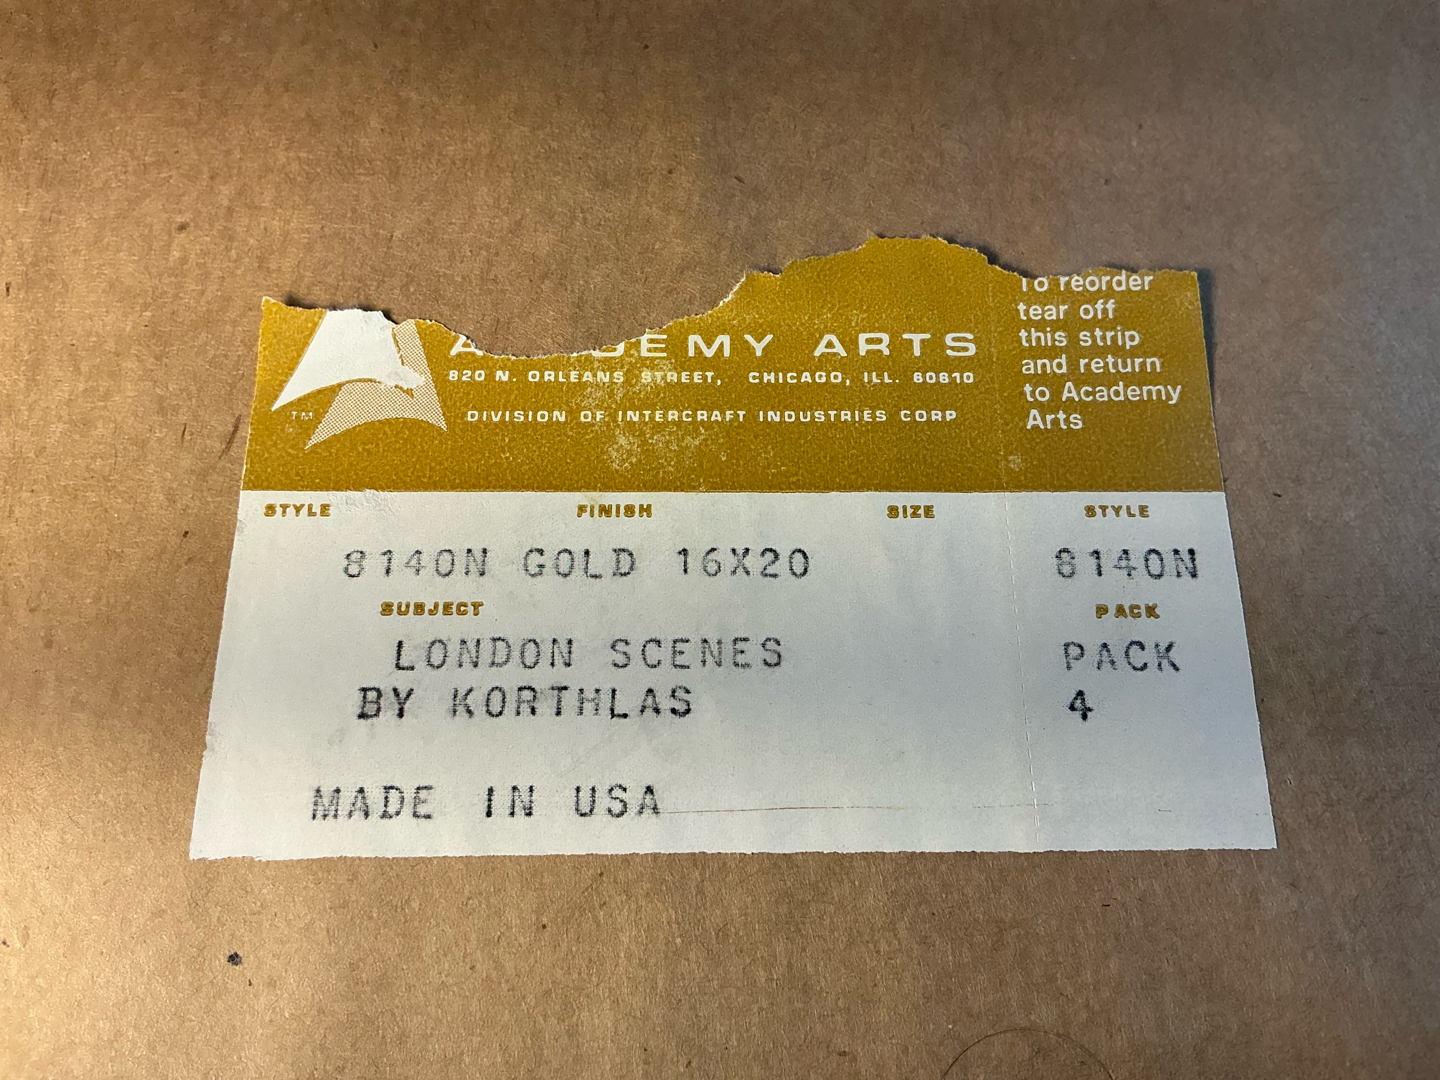 ACADEMY ARTS
820 N. ORLEANS STREET, CHICAGO, ILL. 60610
DIVISION OF INTERCRAFT INDUSTRIES CORP
TM
To reorder
tear off
this strip
and return
to Academy
Arts
STYLE FINISH SIZE STYLE
8140N GOLD 16X20 8140N
SUBJECT PACK
LONDON SCENES PACK
BY KORTHLAS 4
MADE IN USA